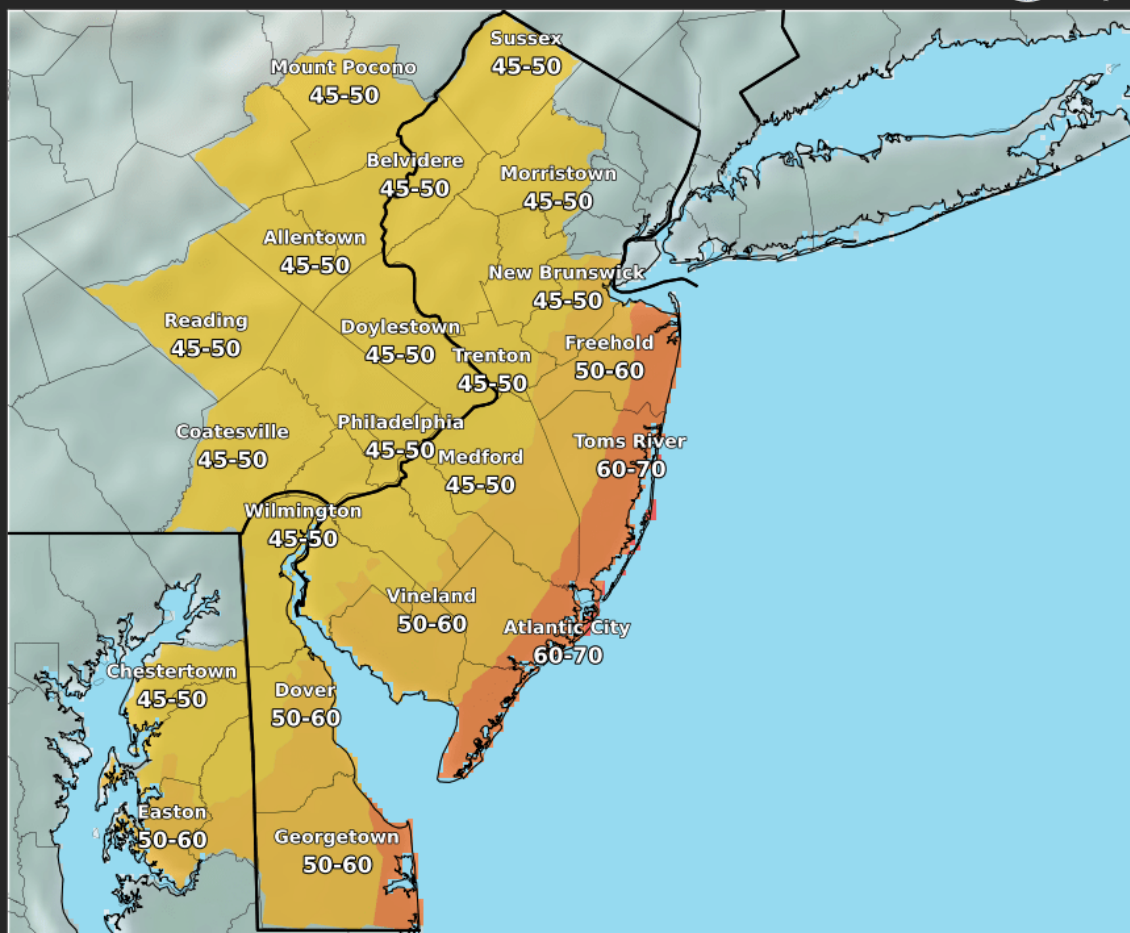 Sussex
45-50
Mount Pocono
45-50
Belvidere
45-50
Morristown
45-50
Allentown
45-50
New Brunswick
45-50
Reading
45-50
Doylestown
45-50
Freehold
50-60
Trenton
45-50
Coatesville
45-50
Philadelphia
45-50
Toms River
60-70
Medford
45-50
Wilmington
45-50
Vineland
50-60
Atlantic City
60-70
Chestertown
45-50
Dover
50-60
Easton
50-60
Georgetown
50-60